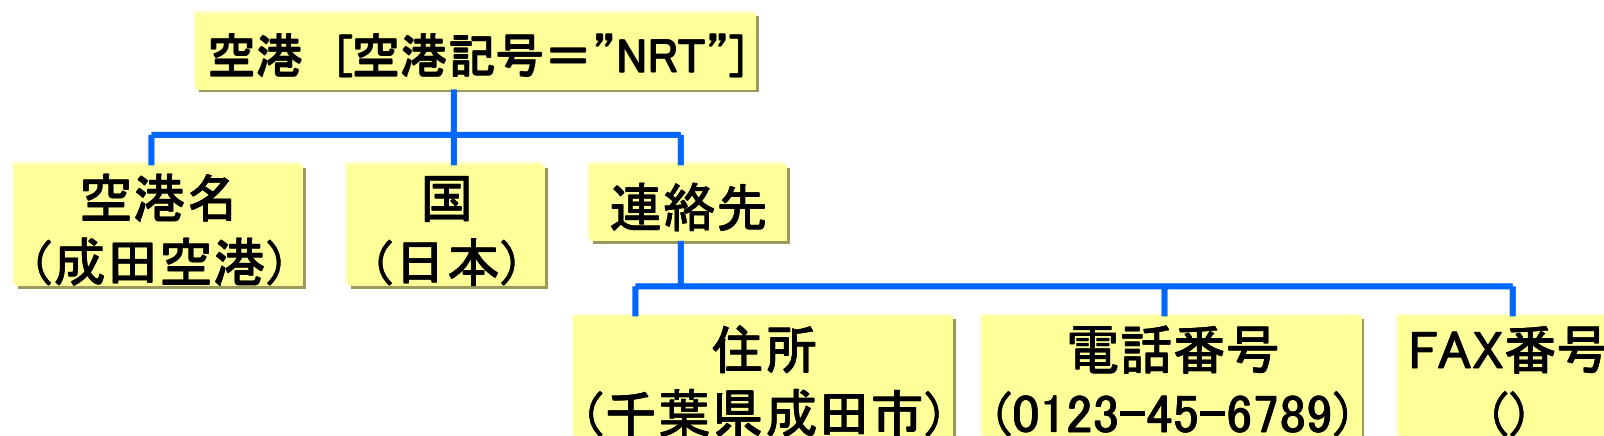 空港 [空港記号＝”NRT”]
空港名
(成田空港)
国
(日本)
連絡先
住所
(千葉県成田市)
電話番号
(0123-45-6789)
FAX番号
()